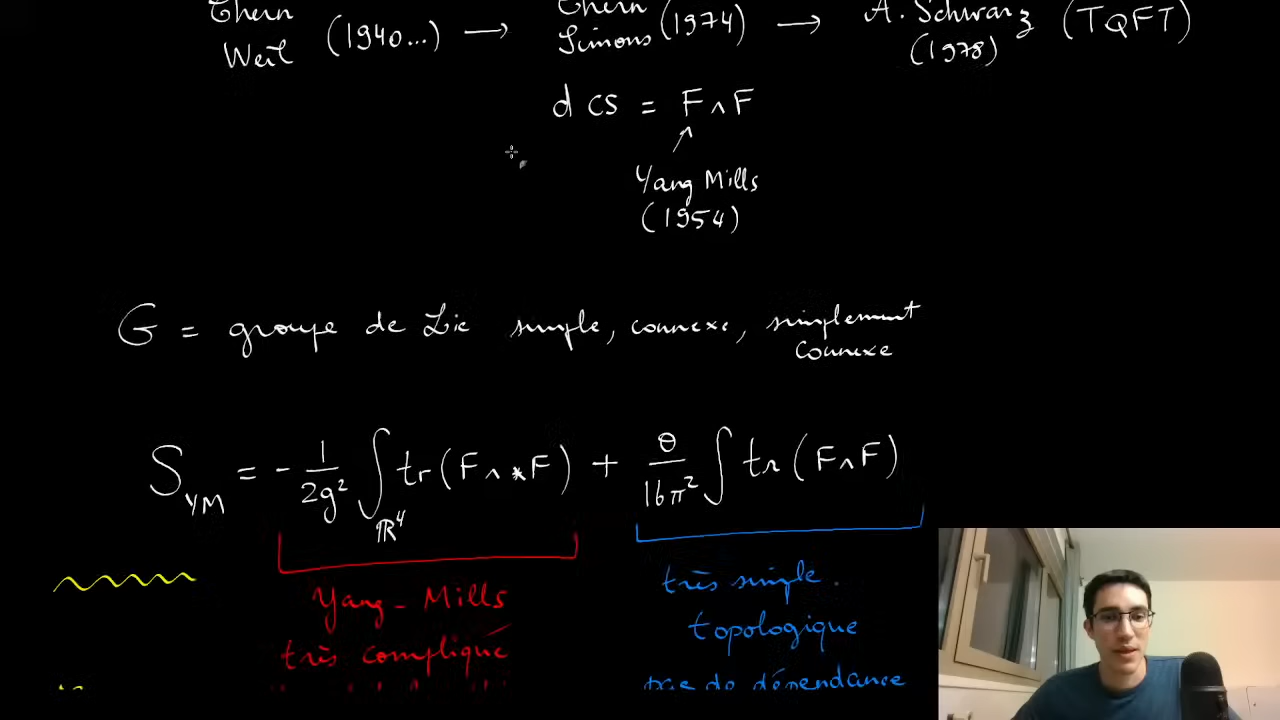 Chern Simons (1974)
Weil (1940...) → → A. Schwarz (1978) (TQFT)
d CS = F ∧ F
Yang Mills
(1954)
G = groupe de Lie simple, connexe, simplement
connexe
S_YM = - 1/2g² ∫_ℝ⁴ tr (F ∧ *F) + θ/16π² ∫ tr (F ∧ F)
Yang - Mills
très simple.
très compliqué
topologique
pas de dépendance